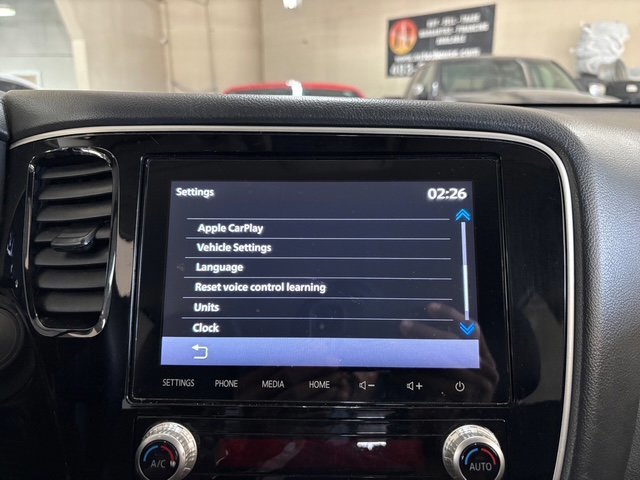 Settings 02:26
Apple CarPlay
Vehicle Settings
Language
Reset voice control learning
Units
Clock
SETTINGS PHONE MEDIA HOME
A/C AUTO